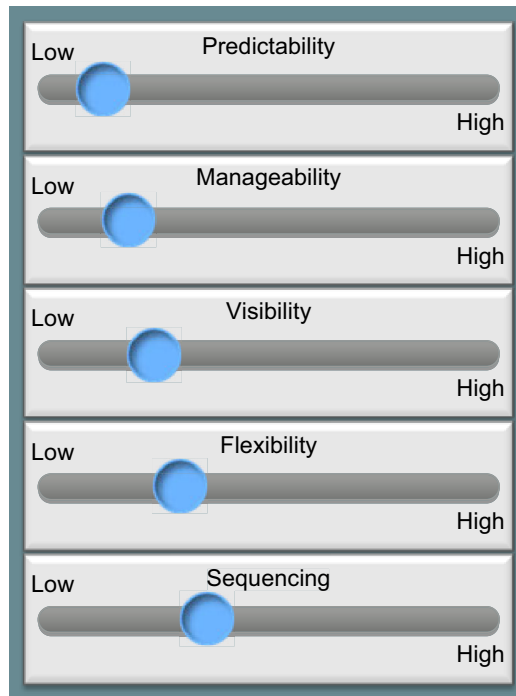 Predictability
Low
High
Manageability
Low
High
Visibility
Low
High
Flexibility
Low
High
Sequencing
Low
High